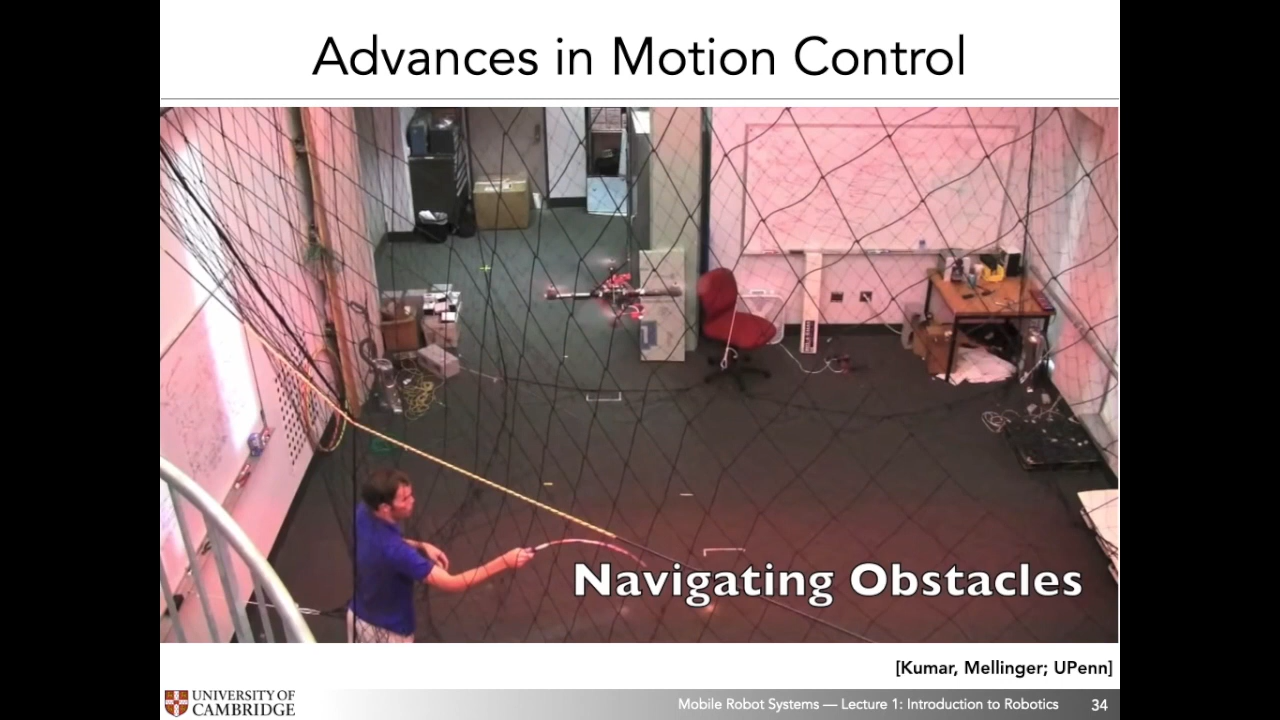 Advances in Motion Control
Navigating Obstacles
[Kumar, Mellinger; UPenn]
UNIVERSITY OF
CAMBRIDGE
Mobile Robot Systems — Lecture 1: Introduction to Robotics
34